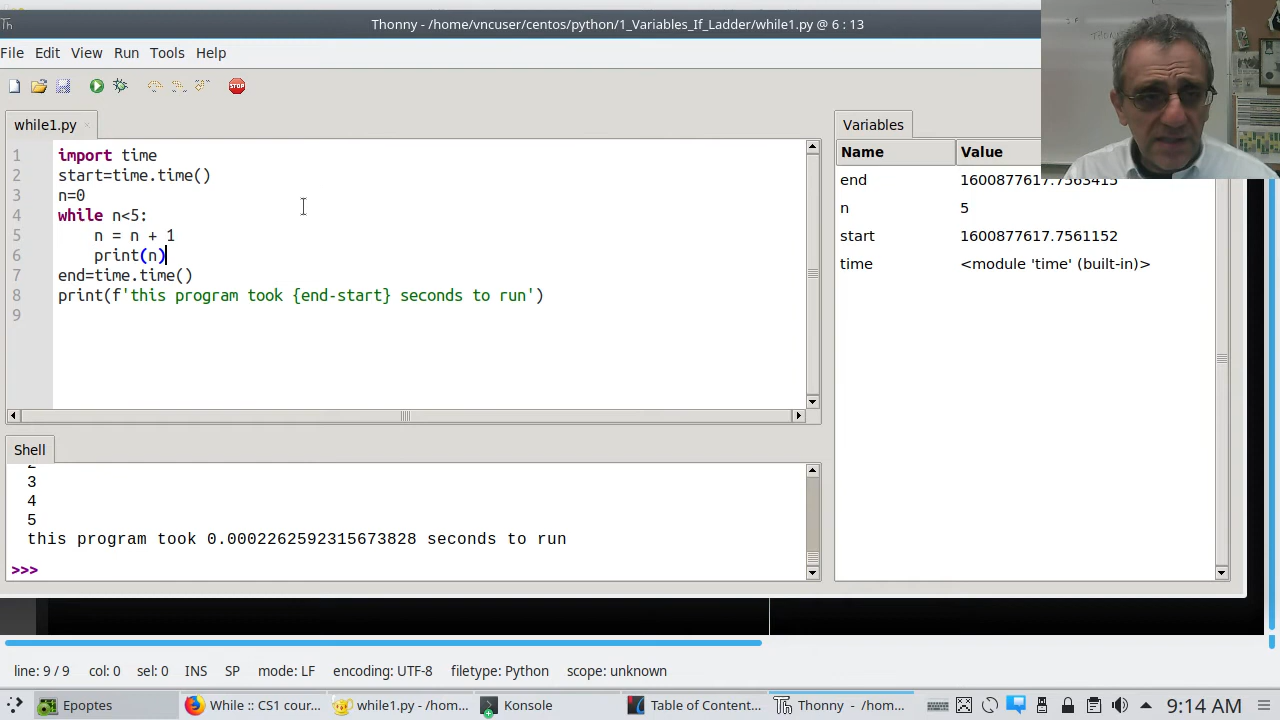 Thonny - /home/vncuser/centos/python/1_Variables_If_Ladder/while1.py @ 6 : 13
File Edit View Run Tools Help
STOP
while1.py
1 import time
2 start=time.time()
3 n=0
4 while n<5:
5 n = n + 1
6 print(n)
7 end=time.time()
8 print(f'this program took {end-start} seconds to run')
9
Variables
Name Value
end 1600877617.7563415
n 5
start 1600877617.7561152
time <module 'time' (built-in)>
Shell
3
4
5
this program took 0.0002262592315673828 seconds to run
>>>
line: 9 / 9 col: 0 sel: 0 INS SP mode: LF encoding: UTF-8 filetype: Python scope: unknown
Epoptes While :: CS1 cour... while1.py - /hom... Konsole Table of Content... Thonny - /hom... 9:14 AM